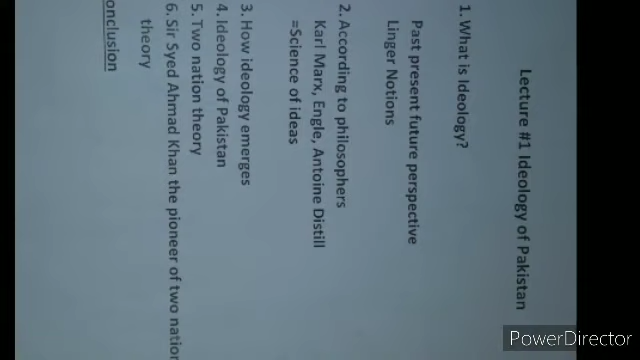 Lecture #1 Ideology of Pakistan
1. What is Ideology?
Past present future perspective
Linger Notions
2. According to philosophers
Karl Marx, Engle, Antoine Distill
=Science of ideas
3. How ideology emerges
4. Ideology of Pakistan
5. Two nation theory
6. Sir Syed Ahmad Khan the pioneer of two nation
theory
onclusion
PowerDirector